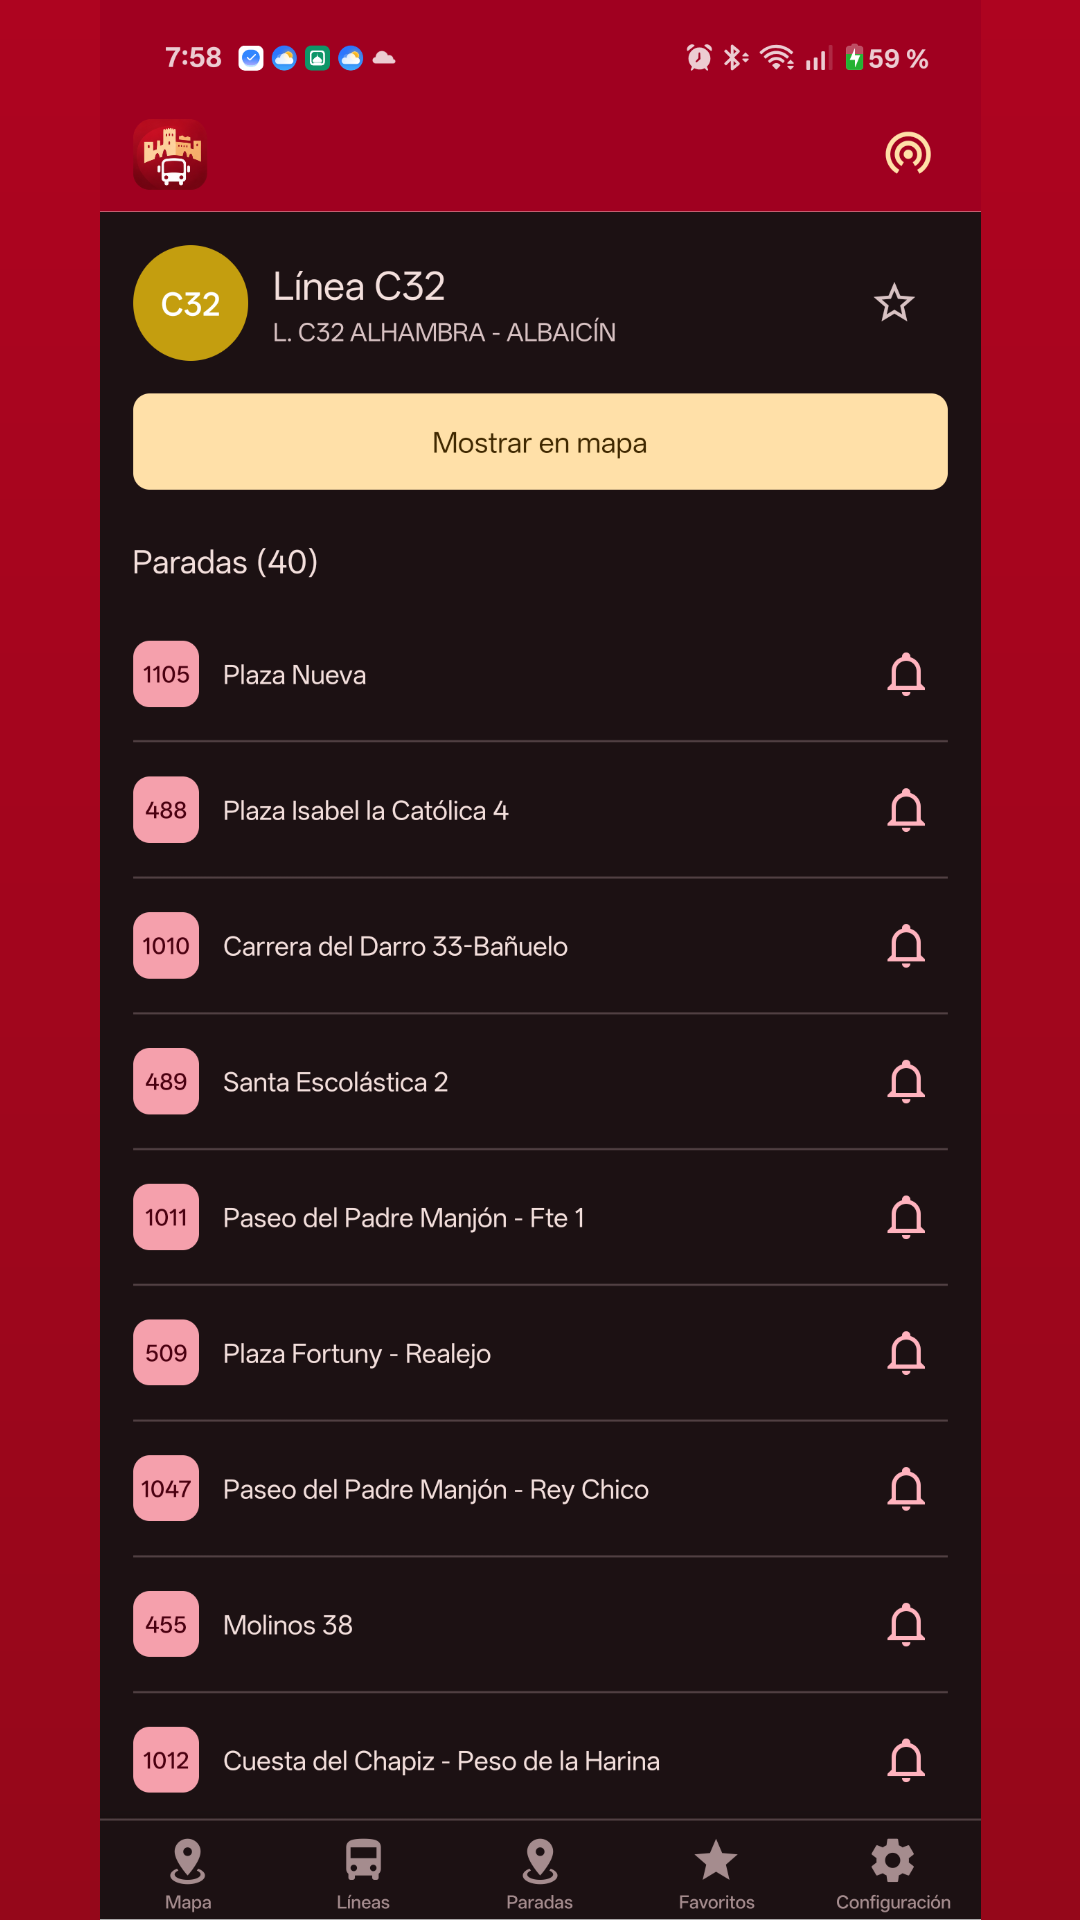 7:58
59 %
C32
Línea C32
L. C32 ALHAMBRA - ALBAICÍN
Mostrar en mapa
Paradas (40)
1105 Plaza Nueva
488 Plaza Isabel la Católica 4
1010 Carrera del Darro 33-Bañuelo
489 Santa Escolástica 2
1011 Paseo del Padre Manjón - Fte 1
509 Plaza Fortuny - Realejo
1047 Paseo del Padre Manjón - Rey Chico
455 Molinos 38
1012 Cuesta del Chapiz - Peso de la Harina
Mapa Líneas Paradas Favoritos Configuración